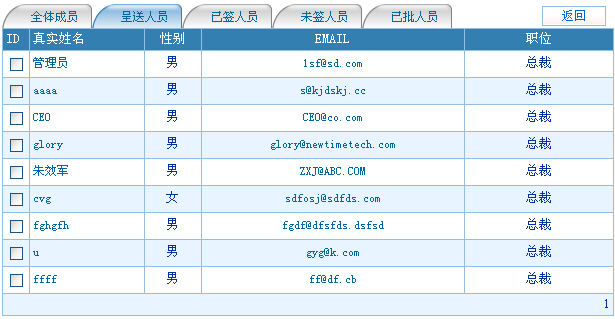 全体成员 呈送人员 已签人员 未签人员 已批人员 返回
ID 真实姓名 性别 EMAIL 职位
管理员 男 lsf@sd.com 总裁
aaaa 男 s@kjdskj.cc 总裁
CEO 男 CEO@co.com 总裁
glory 男 glory@newtimetech.com 总裁
朱效军 男 ZXJ@ABC.COM 总裁
cvg 女 sdfosj@sdfds.com 总裁
fghgfh 男 fgdf@dfsfds.dsfsd 总裁
u 男 gyg@k.com 总裁
ffff 男 ff@df.cb 总裁
1